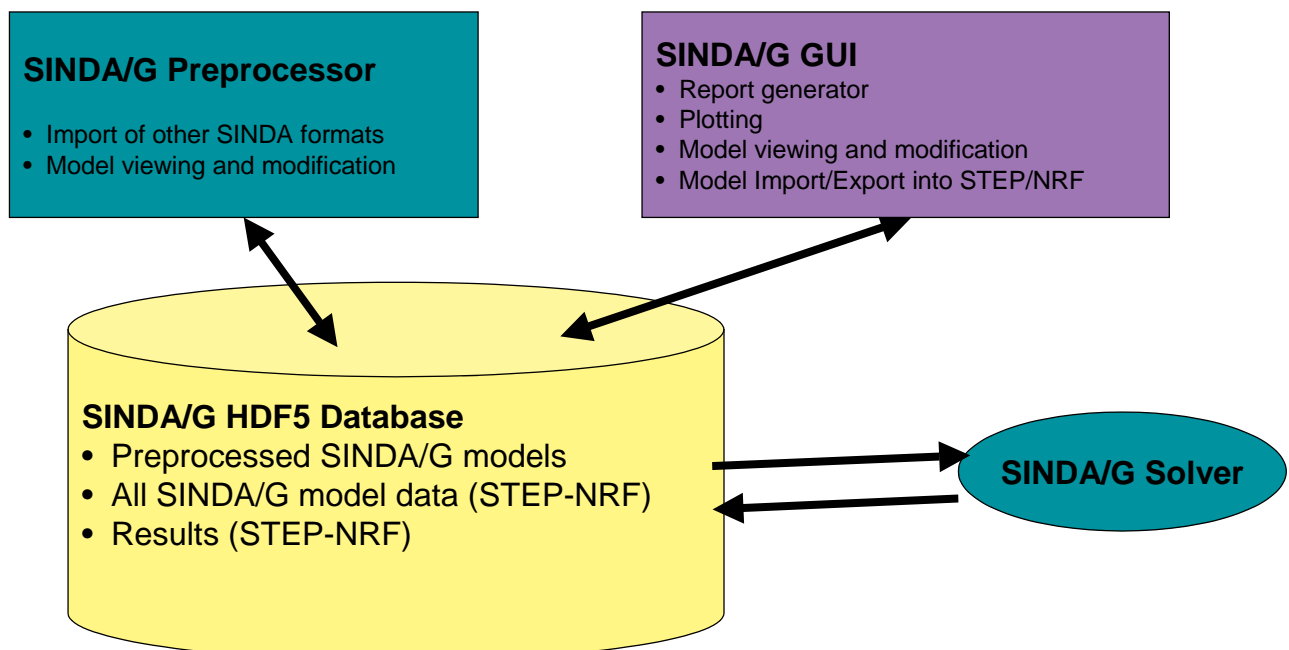 SINDA/G Preprocessor
• Import of other SINDA formats
• Model viewing and modification
SINDA/G GUI
• Report generator
• Plotting
• Model viewing and modification
• Model Import/Export into STEP/NRF
SINDA/G HDF5 Database
• Preprocessed SINDA/G models
• All SINDA/G model data (STEP-NRF)
• Results (STEP-NRF)
SINDA/G Solver